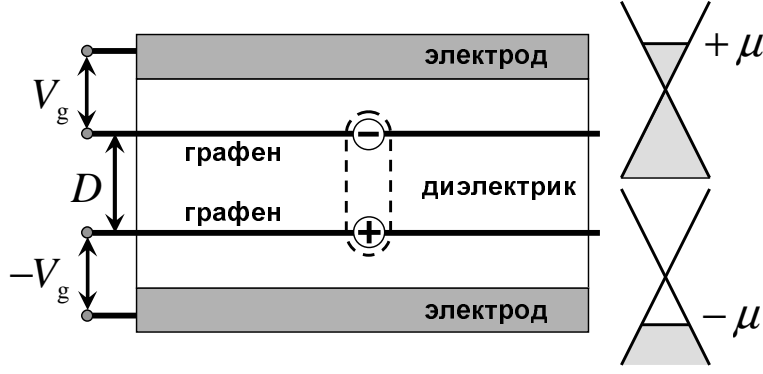 электрод
+ μ
V_g
−
графен
D
диэлектрик
графен
+
−V_g
электрод
− μ